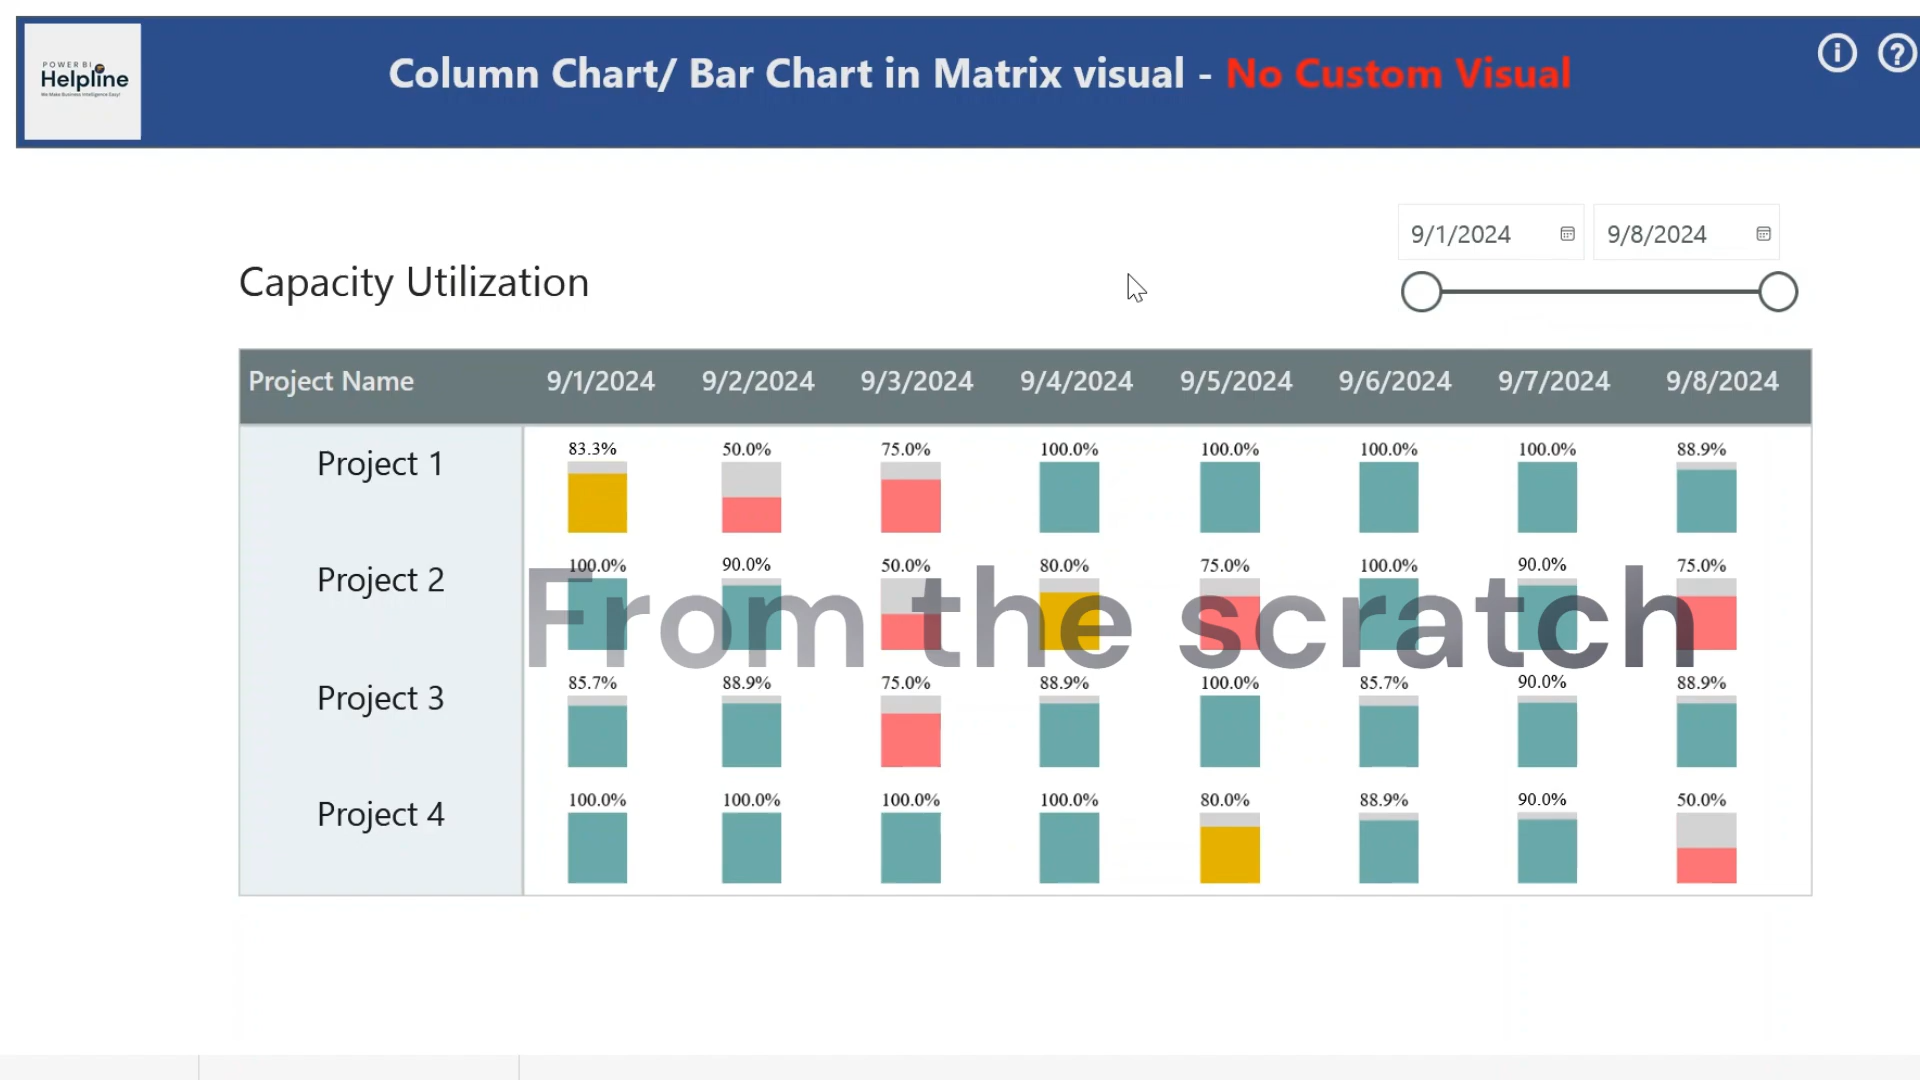 POWER BI
Helpline
We Make Business Intelligence Easy!
Column Chart/ Bar Chart in Matrix visual - No Custom Visual
9/1/2024 9/8/2024
Capacity Utilization
Project Name 9/1/2024 9/2/2024 9/3/2024 9/4/2024 9/5/2024 9/6/2024 9/7/2024 9/8/2024
Project 1 83.3% 50.0% 75.0% 100.0% 100.0% 100.0% 100.0% 88.9%
Project 2 100.0% 90.0% 50.0% 80.0% 75.0% 100.0% 90.0% 75.0%
From the scratch
Project 3 85.7% 88.9% 75.0% 88.9% 100.0% 85.7% 90.0% 88.9%
Project 4 100.0% 100.0% 100.0% 100.0% 80.0% 88.9% 90.0% 50.0%